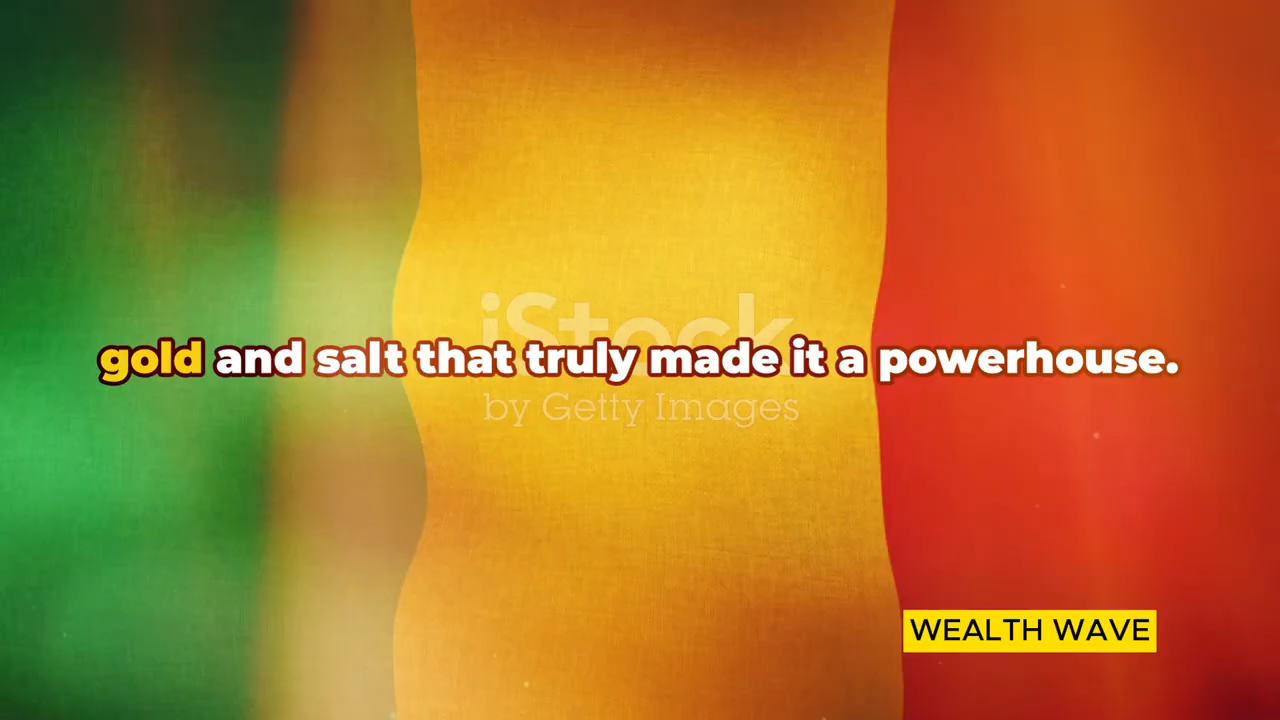 iStock
gold and salt that truly made it a powerhouse.
by Getty Images
WEALTH WAVE